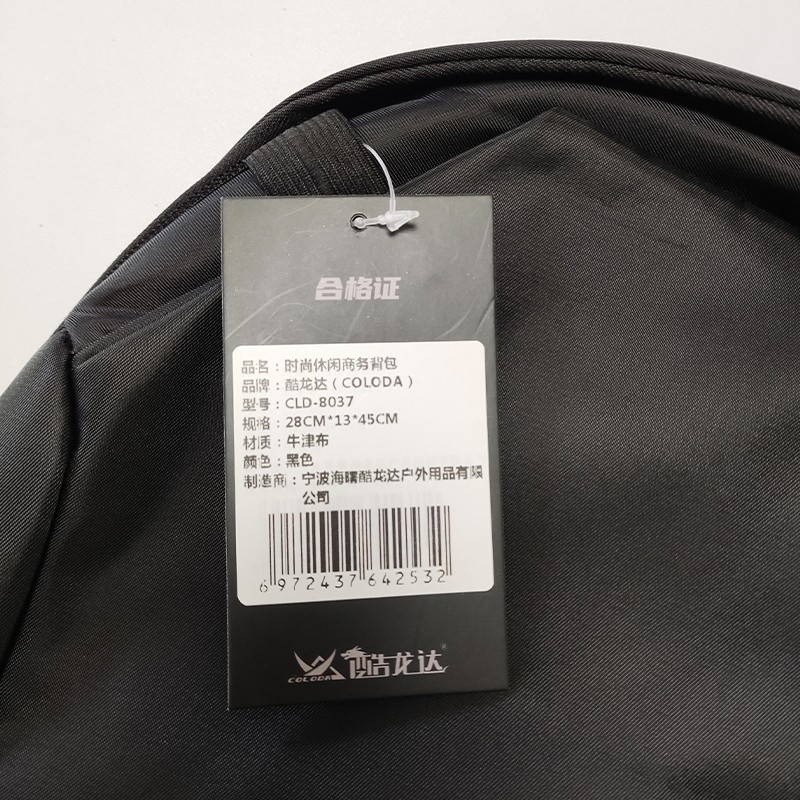 合格证
品名：时尚休闲商务背包
品牌：酷龙达（COLODA）
型号：CLD-8037
规格：28CM*13*45CM
材质：牛津布
颜色：黑色
制造商：宁波海曙酷龙达户外用品有限
公司
6 972437 642532
COLODA 酷龙达